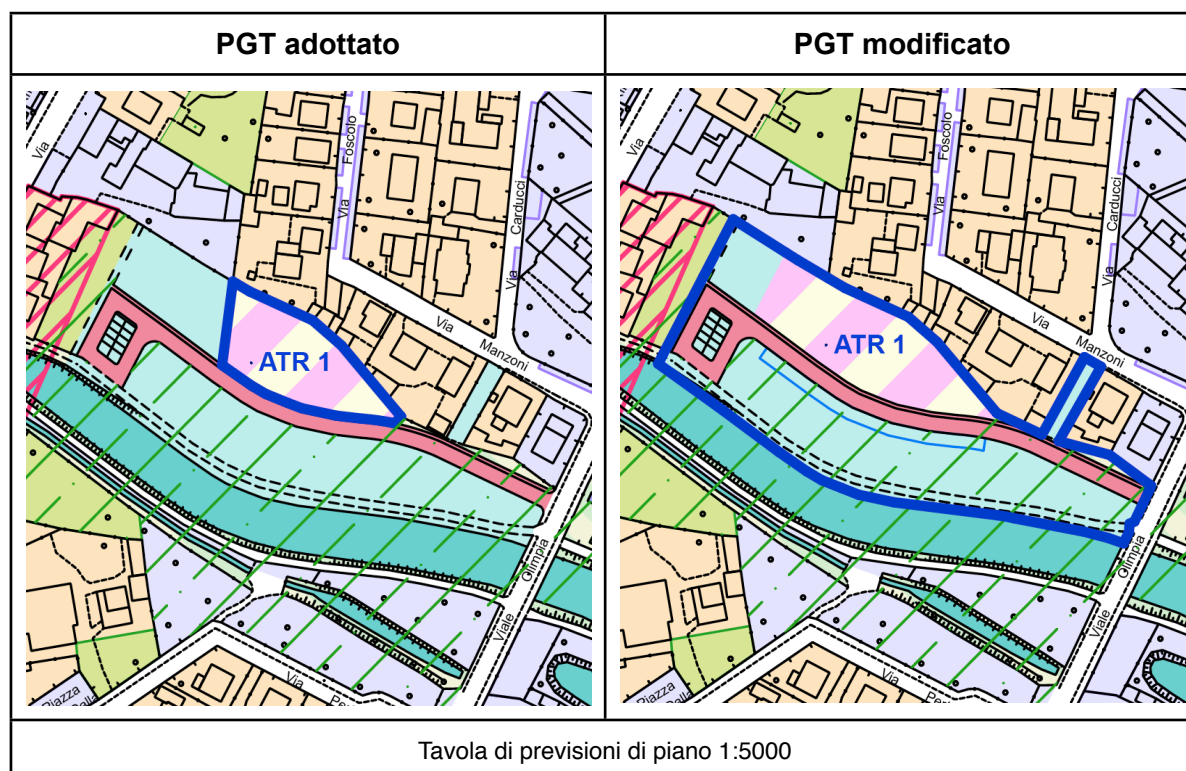 PGT adottato
PGT modificato
Via
Via
Foscolo
Via
Carducci
Via
Manzoni
ATR 1
Olimpia
Viale
Via
Piazza
Via
Via
Foscolo
Via
Carducci
Via
Manzoni
ATR 1
Olimpia
Viale
Via
Piazza
Tavola di previsioni di piano 1:5000